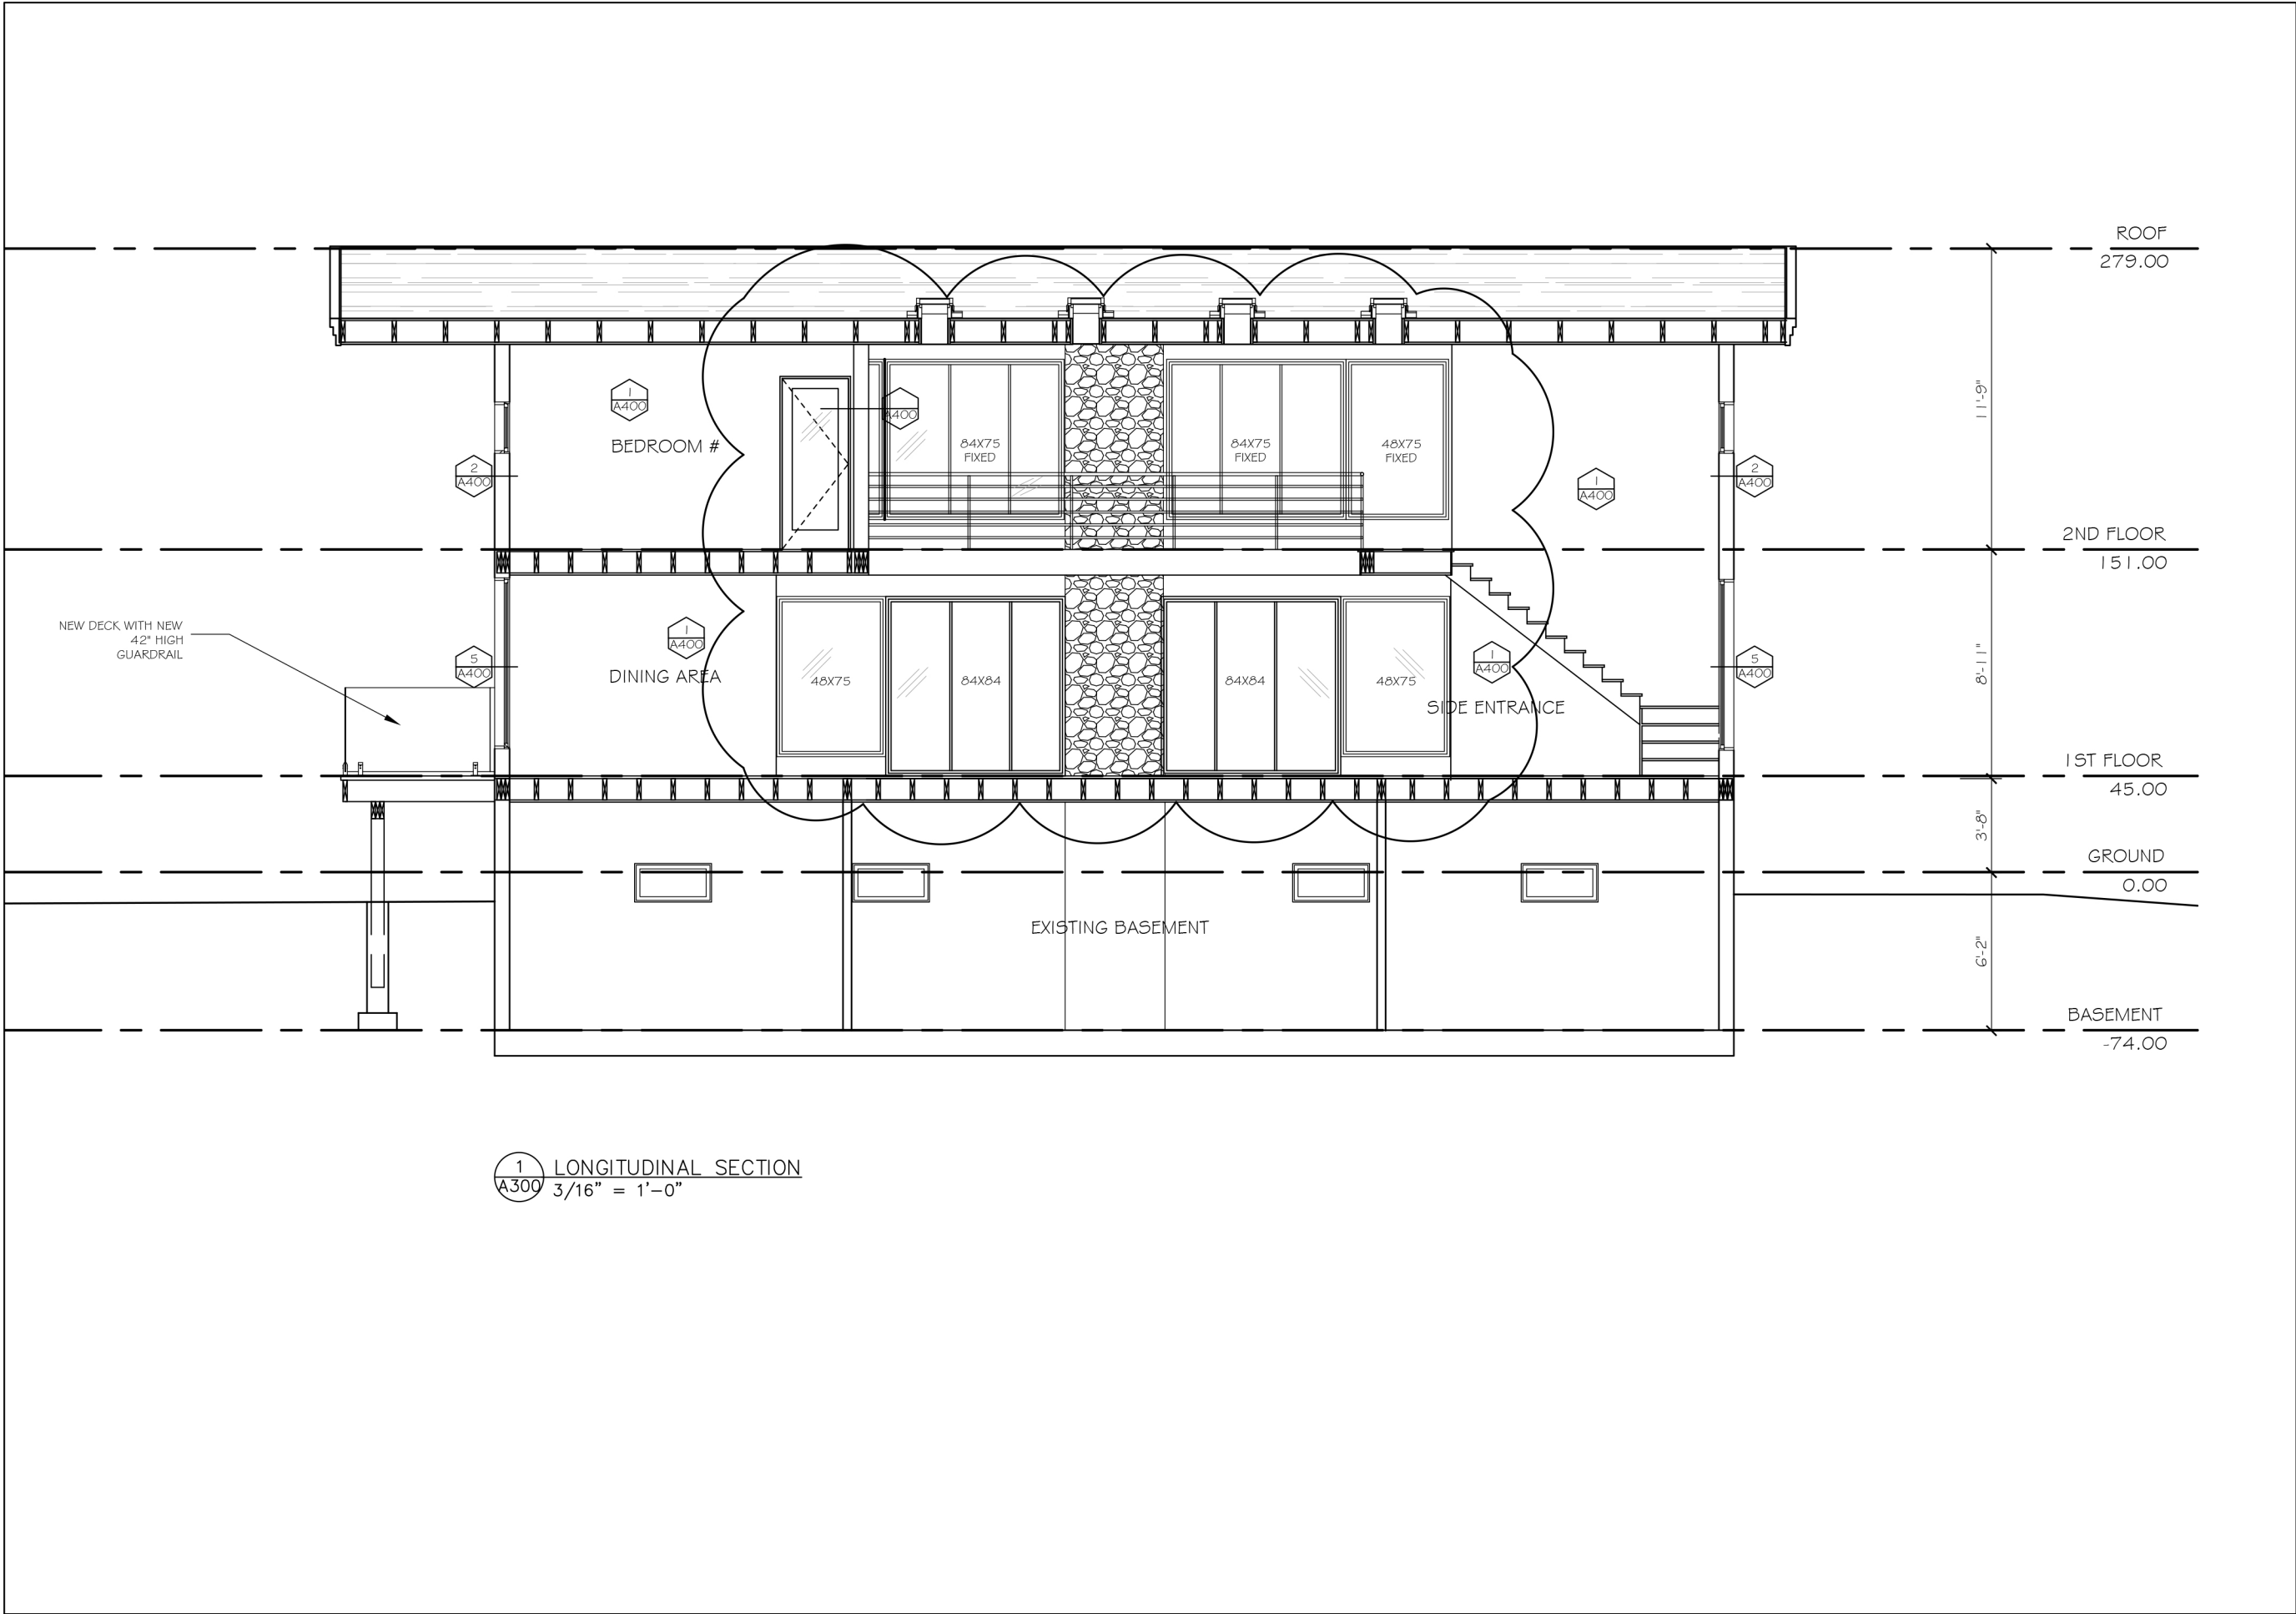 ROOF
279.00
11'-9"
1
A400
A400
BEDROOM #
84X75
FIXED
84X75
FIXED
48X75
FIXED
2
A400
1
A400
2
A400
2ND FLOOR
151.00
NEW DECK WITH NEW
42" HIGH
GUARDRAIL
1
A400
5
A400
DINING AREA
48X75
84X84
84X84
48X75
1
A400
SIDE ENTRANCE
5
A400
8'-11"
1ST FLOOR
45.00
3'-8"
GROUND
0.00
EXISTING BASEMENT
6'-2"
BASEMENT
-74.00
1
A300
LONGITUDINAL SECTION
3/16" = 1'-0"